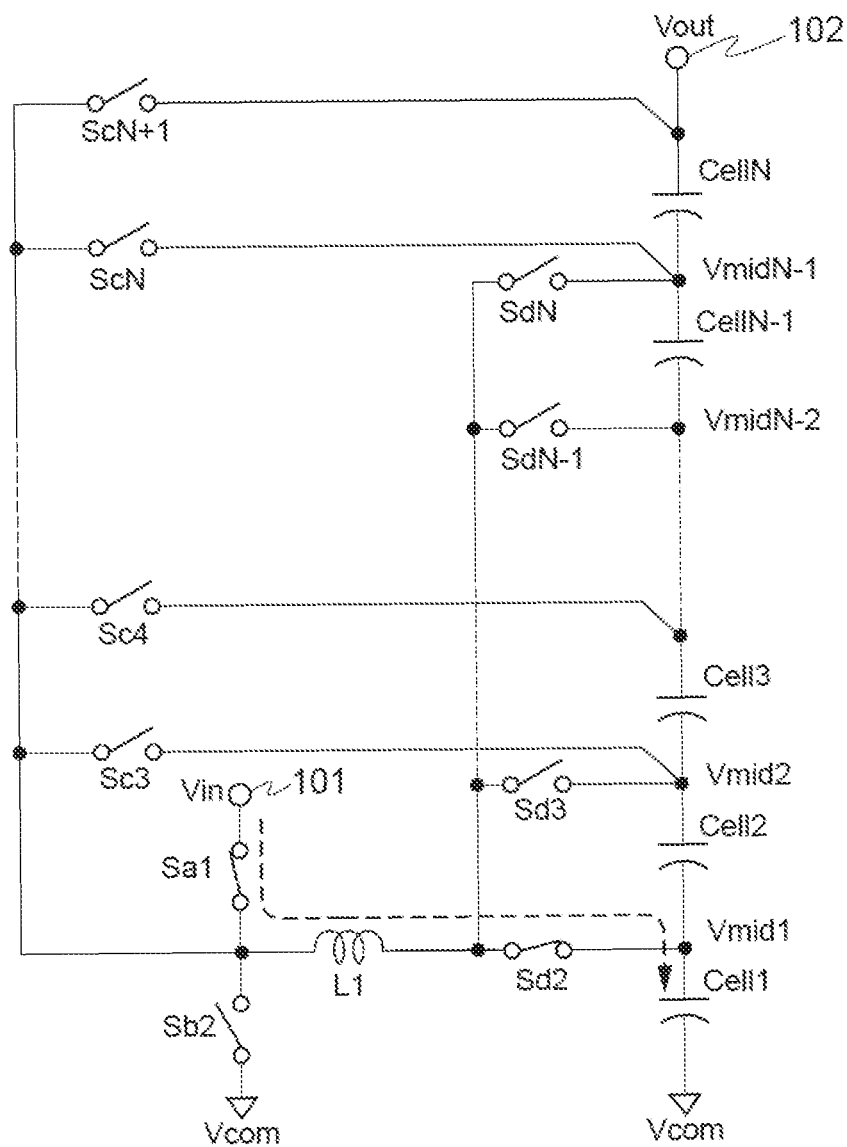 Vout
102
ScN+1
CellN
ScN
VmidN-1
SdN
CellN-1
VmidN-2
SdN-1
Sc4
Cell3
Sc3
Vmid2
Vin
101
Sd3
Cell2
Sa1
Vmid1
L1
Sd2
Cell1
Sb2
Vcom
Vcom